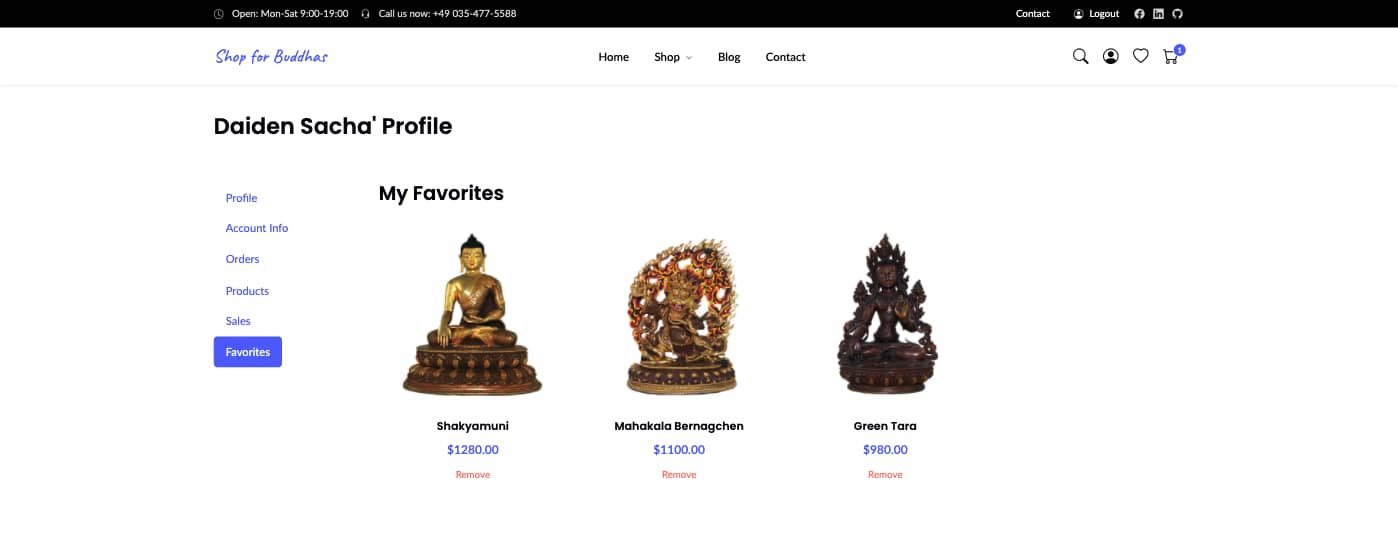 Open: Mon-Sat 9:00-19:00 Call us now: +49 035-477-5588 Contact Logout
Shop for Buddhas Home Shop Blog Contact 1
Daiden Sacha' Profile
Profile
Account Info
Orders
Products
Sales
Favorites
My Favorites
Shakyamuni Mahakala Bernagchen Green Tara
$1280.00 $1100.00 $980.00
Remove Remove Remove